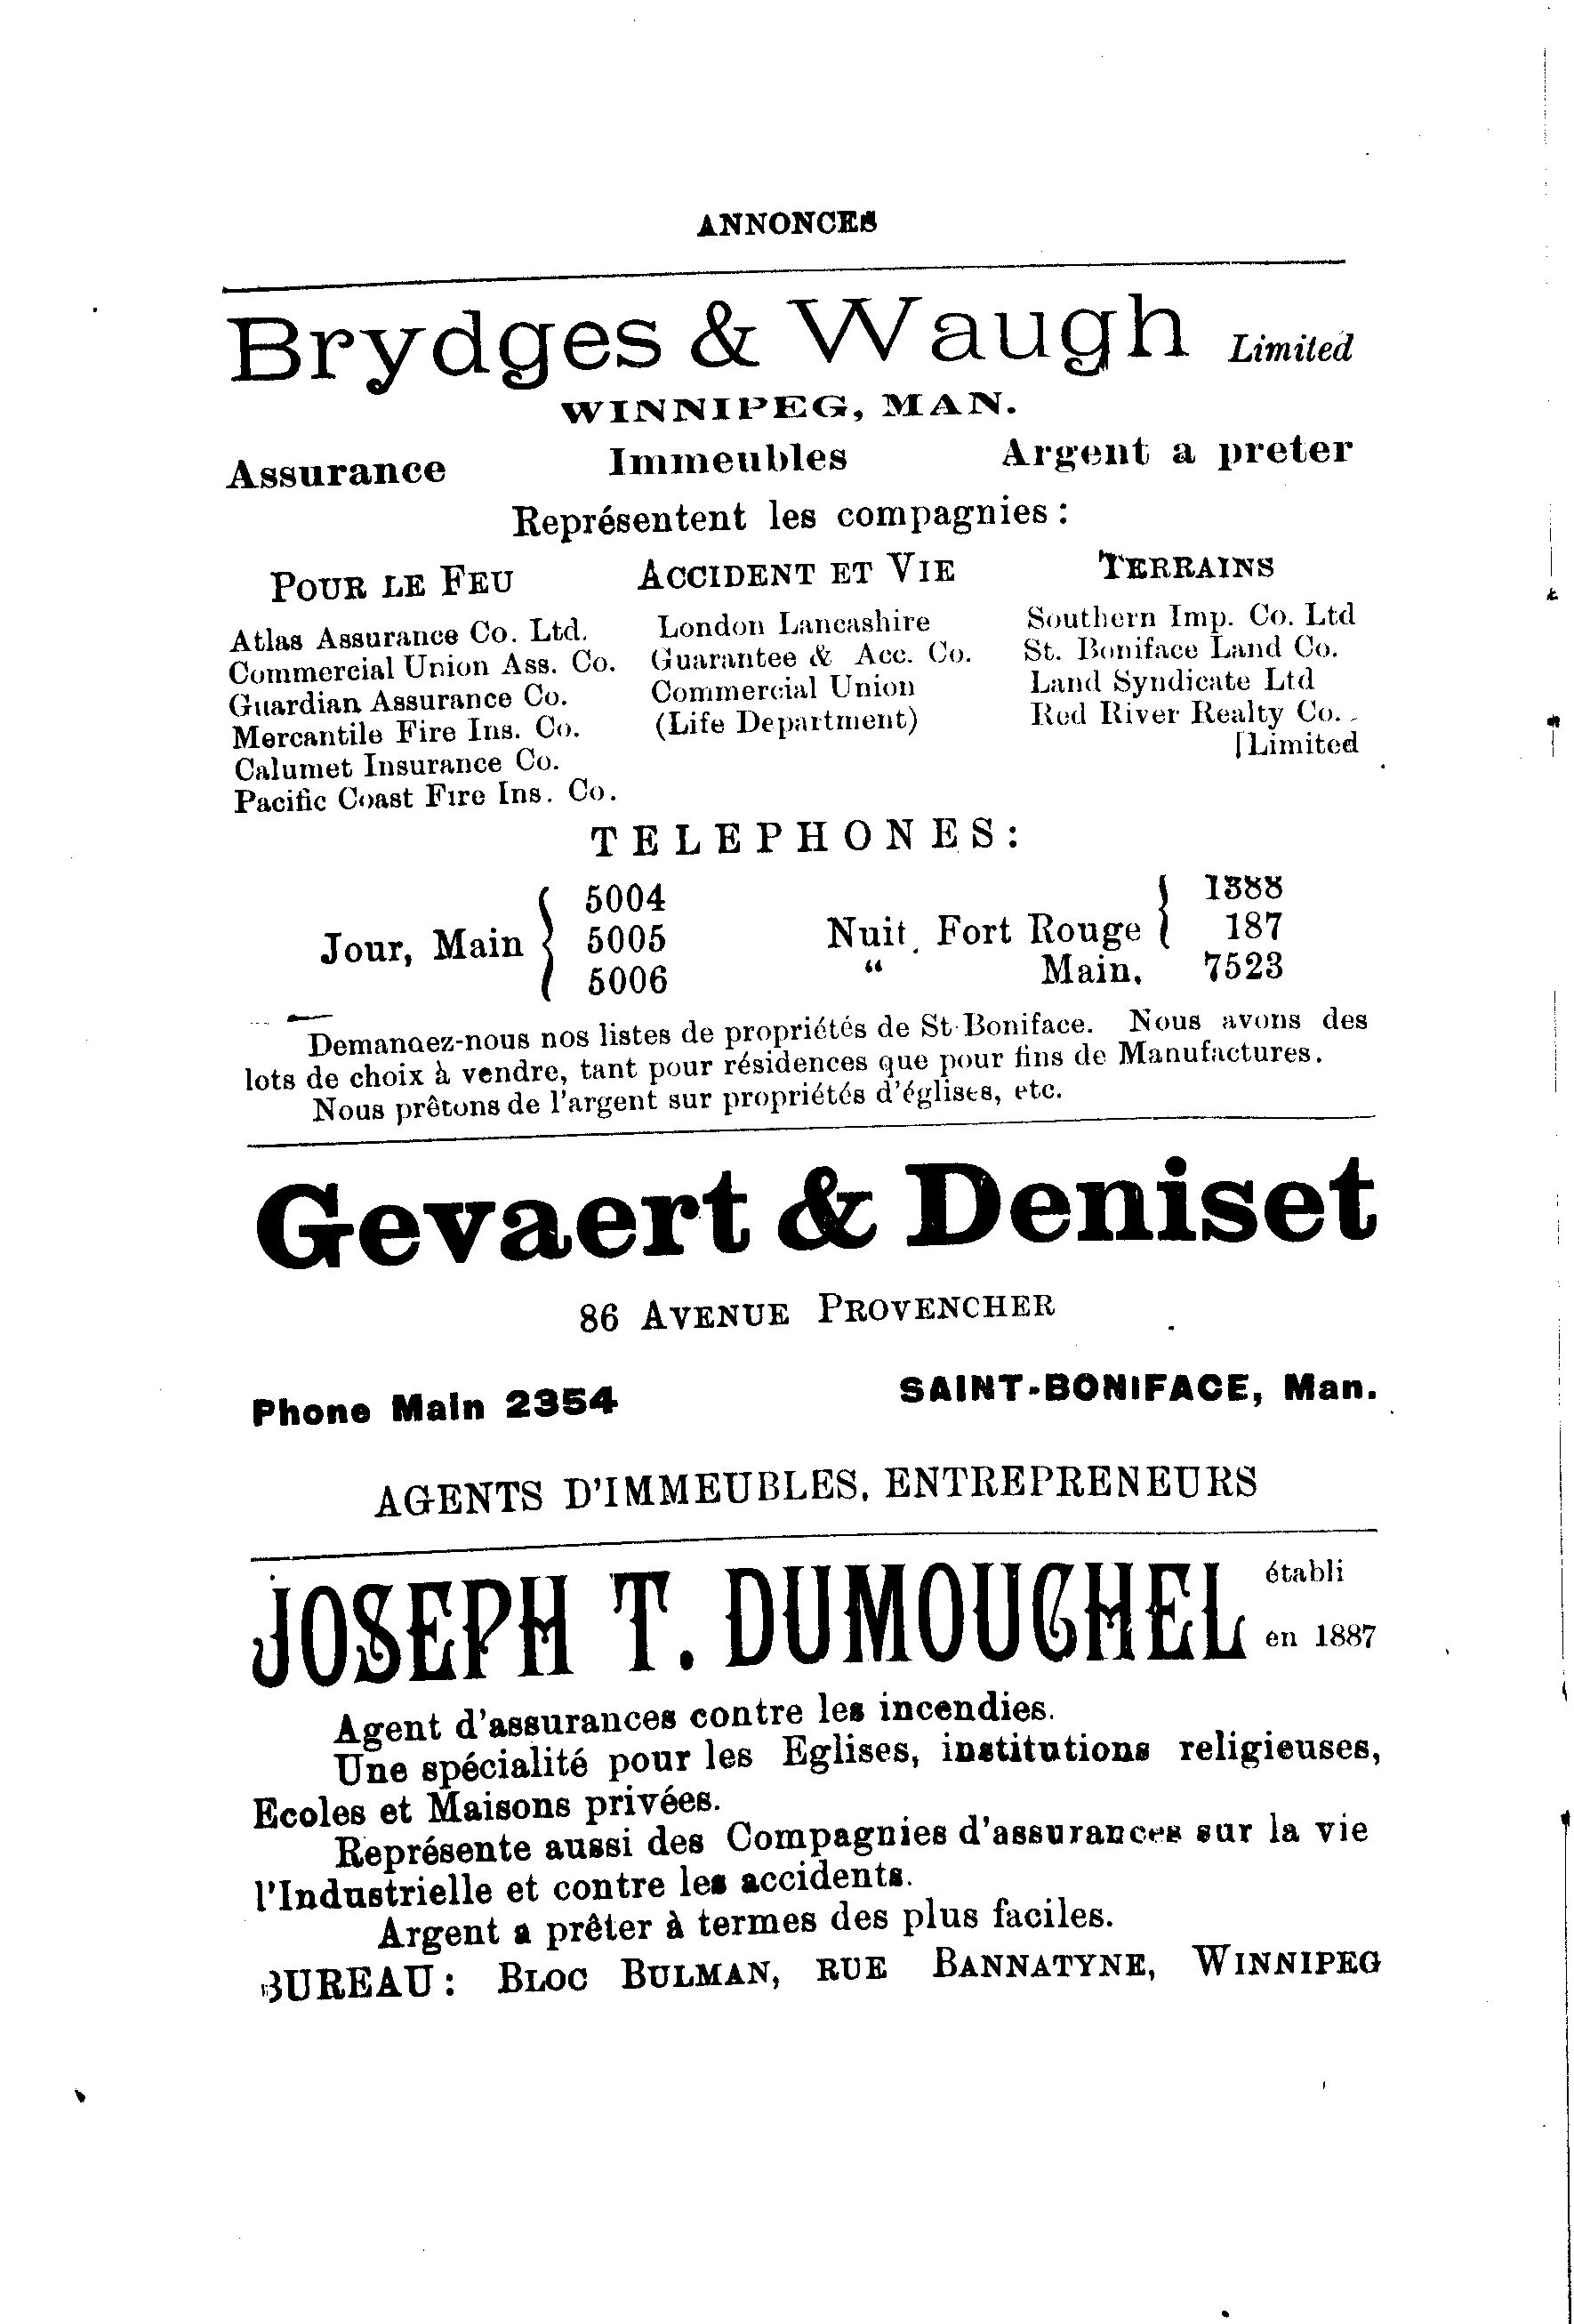 ANNONCES
Brydges & Waugh Limited
WINNIPEG, MAN.
Assurance Immeubles Argent a preter
Représentent les compagnies :
POUR LE FEU ACCIDENT ET VIE TERRAINS
Atlas Assurance Co. Ltd. London Lancashire Southern Imp. Co. Ltd
Commercial Union Ass. Co. Guarantee & Acc. Co. St. Boniface Land Co.
Guardian Assurance Co. Commercial Union Land Syndicate Ltd
Mercantile Fire Ins. Co. (Life Department) Red River Realty Co.
Calumet Insurance Co. [Limited
Pacific Coast Fire Ins. Co.
TELEPHONES:
Jour, Main { 5004 5005 5006
Nuit, Fort Rouge } 1388 187
“ Main, 7523
Demandez-nous nos listes de propriétés de St-Boniface. Nous avons des
lots de choix à vendre, tant pour résidences que pour fins de Manufactures.
Nous prêtons de l'argent sur propriétés d'églises, etc.
Gevaert & Deniset
86 AVENUE PROVENCHER
Phone Main 2354 SAINT-BONIFACE, Man.
AGENTS D'IMMEUBLES, ENTREPRENEURS
JOSEPH T. DUMOUCHEL établi
en 1887
Agent d'assurances contre les incendies.
Une spécialité pour les Eglises, institutions religieuses,
Ecoles et Maisons privées.
Représente aussi des Compagnies d'assurances sur la vie
l'Industrielle et contre les accidents.
Argent a prêter à termes des plus faciles.
BUREAU : BLOC BULMAN, RUE BANNATYNE, WINNIPEG